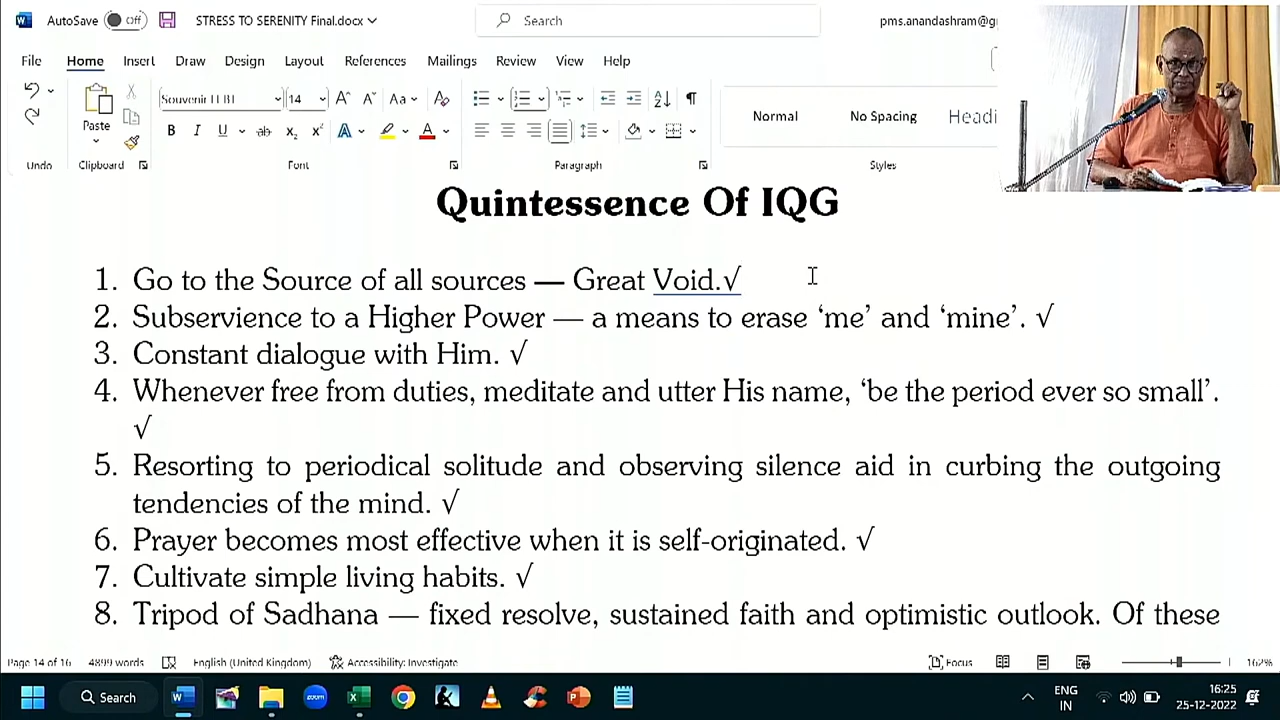 AutoSave Off STRESS TO SERENITY Final.docx Search pms.anandashram@gr
File Home Insert Draw Design Layout References Mailings Review View Help
14 Aa
Paste B I U ab x₂ x² A A Normal No Spacing Headi
Undo Clipboard Font Paragraph Styles
Quintessence Of IQG
1. Go to the Source of all sources — Great Void.√
2. Subservience to a Higher Power — a means to erase ‘me’ and ‘mine’. √
3. Constant dialogue with Him. √
4. Whenever free from duties, meditate and utter His name, ‘be the period ever so small’.
√
5. Resorting to periodical solitude and observing silence aid in curbing the outgoing
tendencies of the mind. √
6. Prayer becomes most effective when it is self-originated. √
7. Cultivate simple living habits. √
8. Tripod of Sadhana — fixed resolve, sustained faith and optimistic outlook. Of these
Page 14 of 16 4899 words English (United Kingdom) Accessibility: Investigate Focus 162%
Search zoom ENG 16:25
IN 25-12-2022